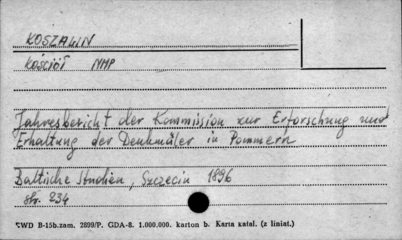 KOSZALIN
KOŚCIÓŁ NMP
Jahresbericht der Kommission zur Erforschung und
Erhaltung der Denkmäler in Pommern
Baltische Studien, Szczecin 1896
str. 234
WD B-15b.zam. 2899/P. GDA-8. 1.000.000. karton b. Karta katal. (z liniat.)